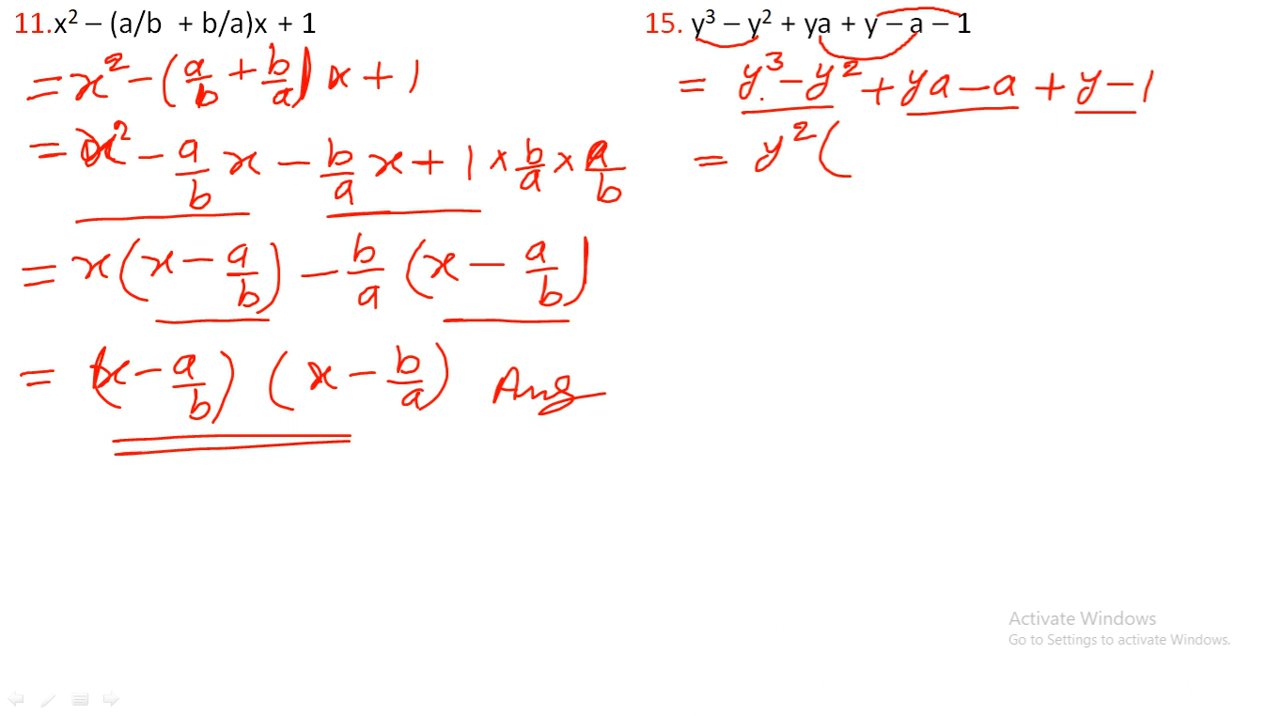 11.x² – (a/b + b/a)x + 1
= x² - (a/b + b/a) x + 1
= x² - a/b x - b/a x + 1 × b/a × a/b
= x(x - a/b) - b/a (x - a/b)
= (x - a/b) (x - b/a) Ans
15. y³ – y² + ya + y – a – 1
= y³ - y² + ya - a + y - 1
= y² (
Activate Windows
Go to Settings to activate Windows.